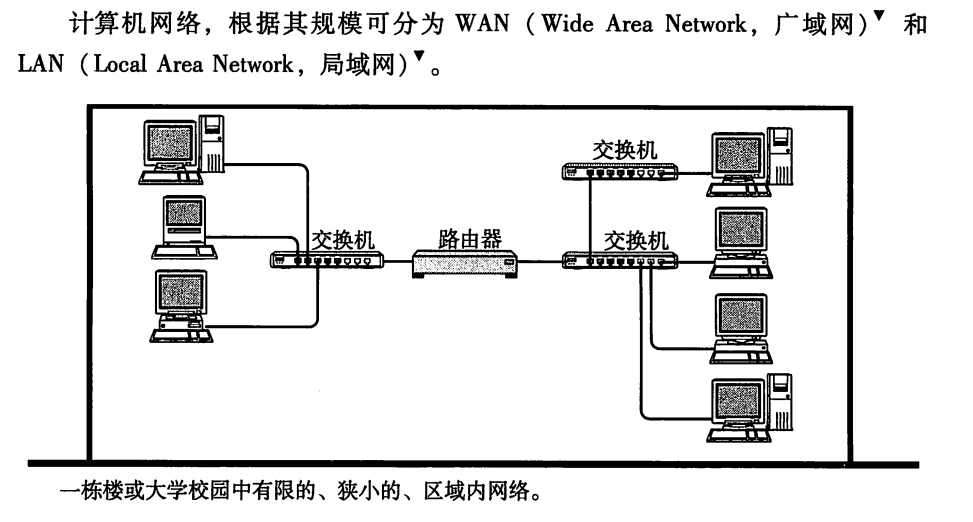 计算机网络，根据其规模可分为 WAN（Wide Area Network，广域网）▼ 和
LAN（Local Area Network，局域网）▼。
交换机
交换机
路由器
交换机
一栋楼或大学校园中有限的、狭小的、区域内网络。